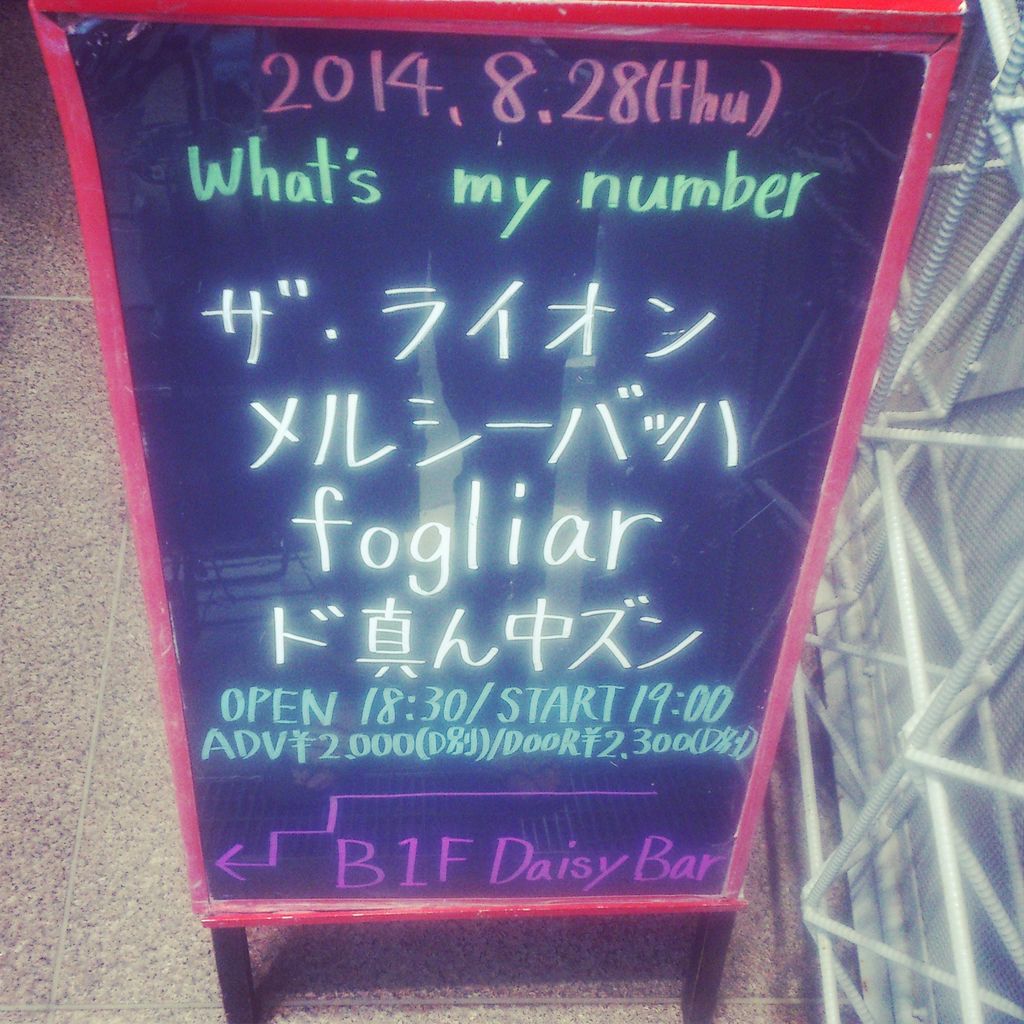 2014.8.28(thu)
What's my number
ザ・ライオン
メルシーバッハ
fogliar
ド真ん中ズン
OPEN 18:30/START 19:00
ADV¥2.000(D別)/DOOR¥2.300(D別)
B1F Daisy Bar